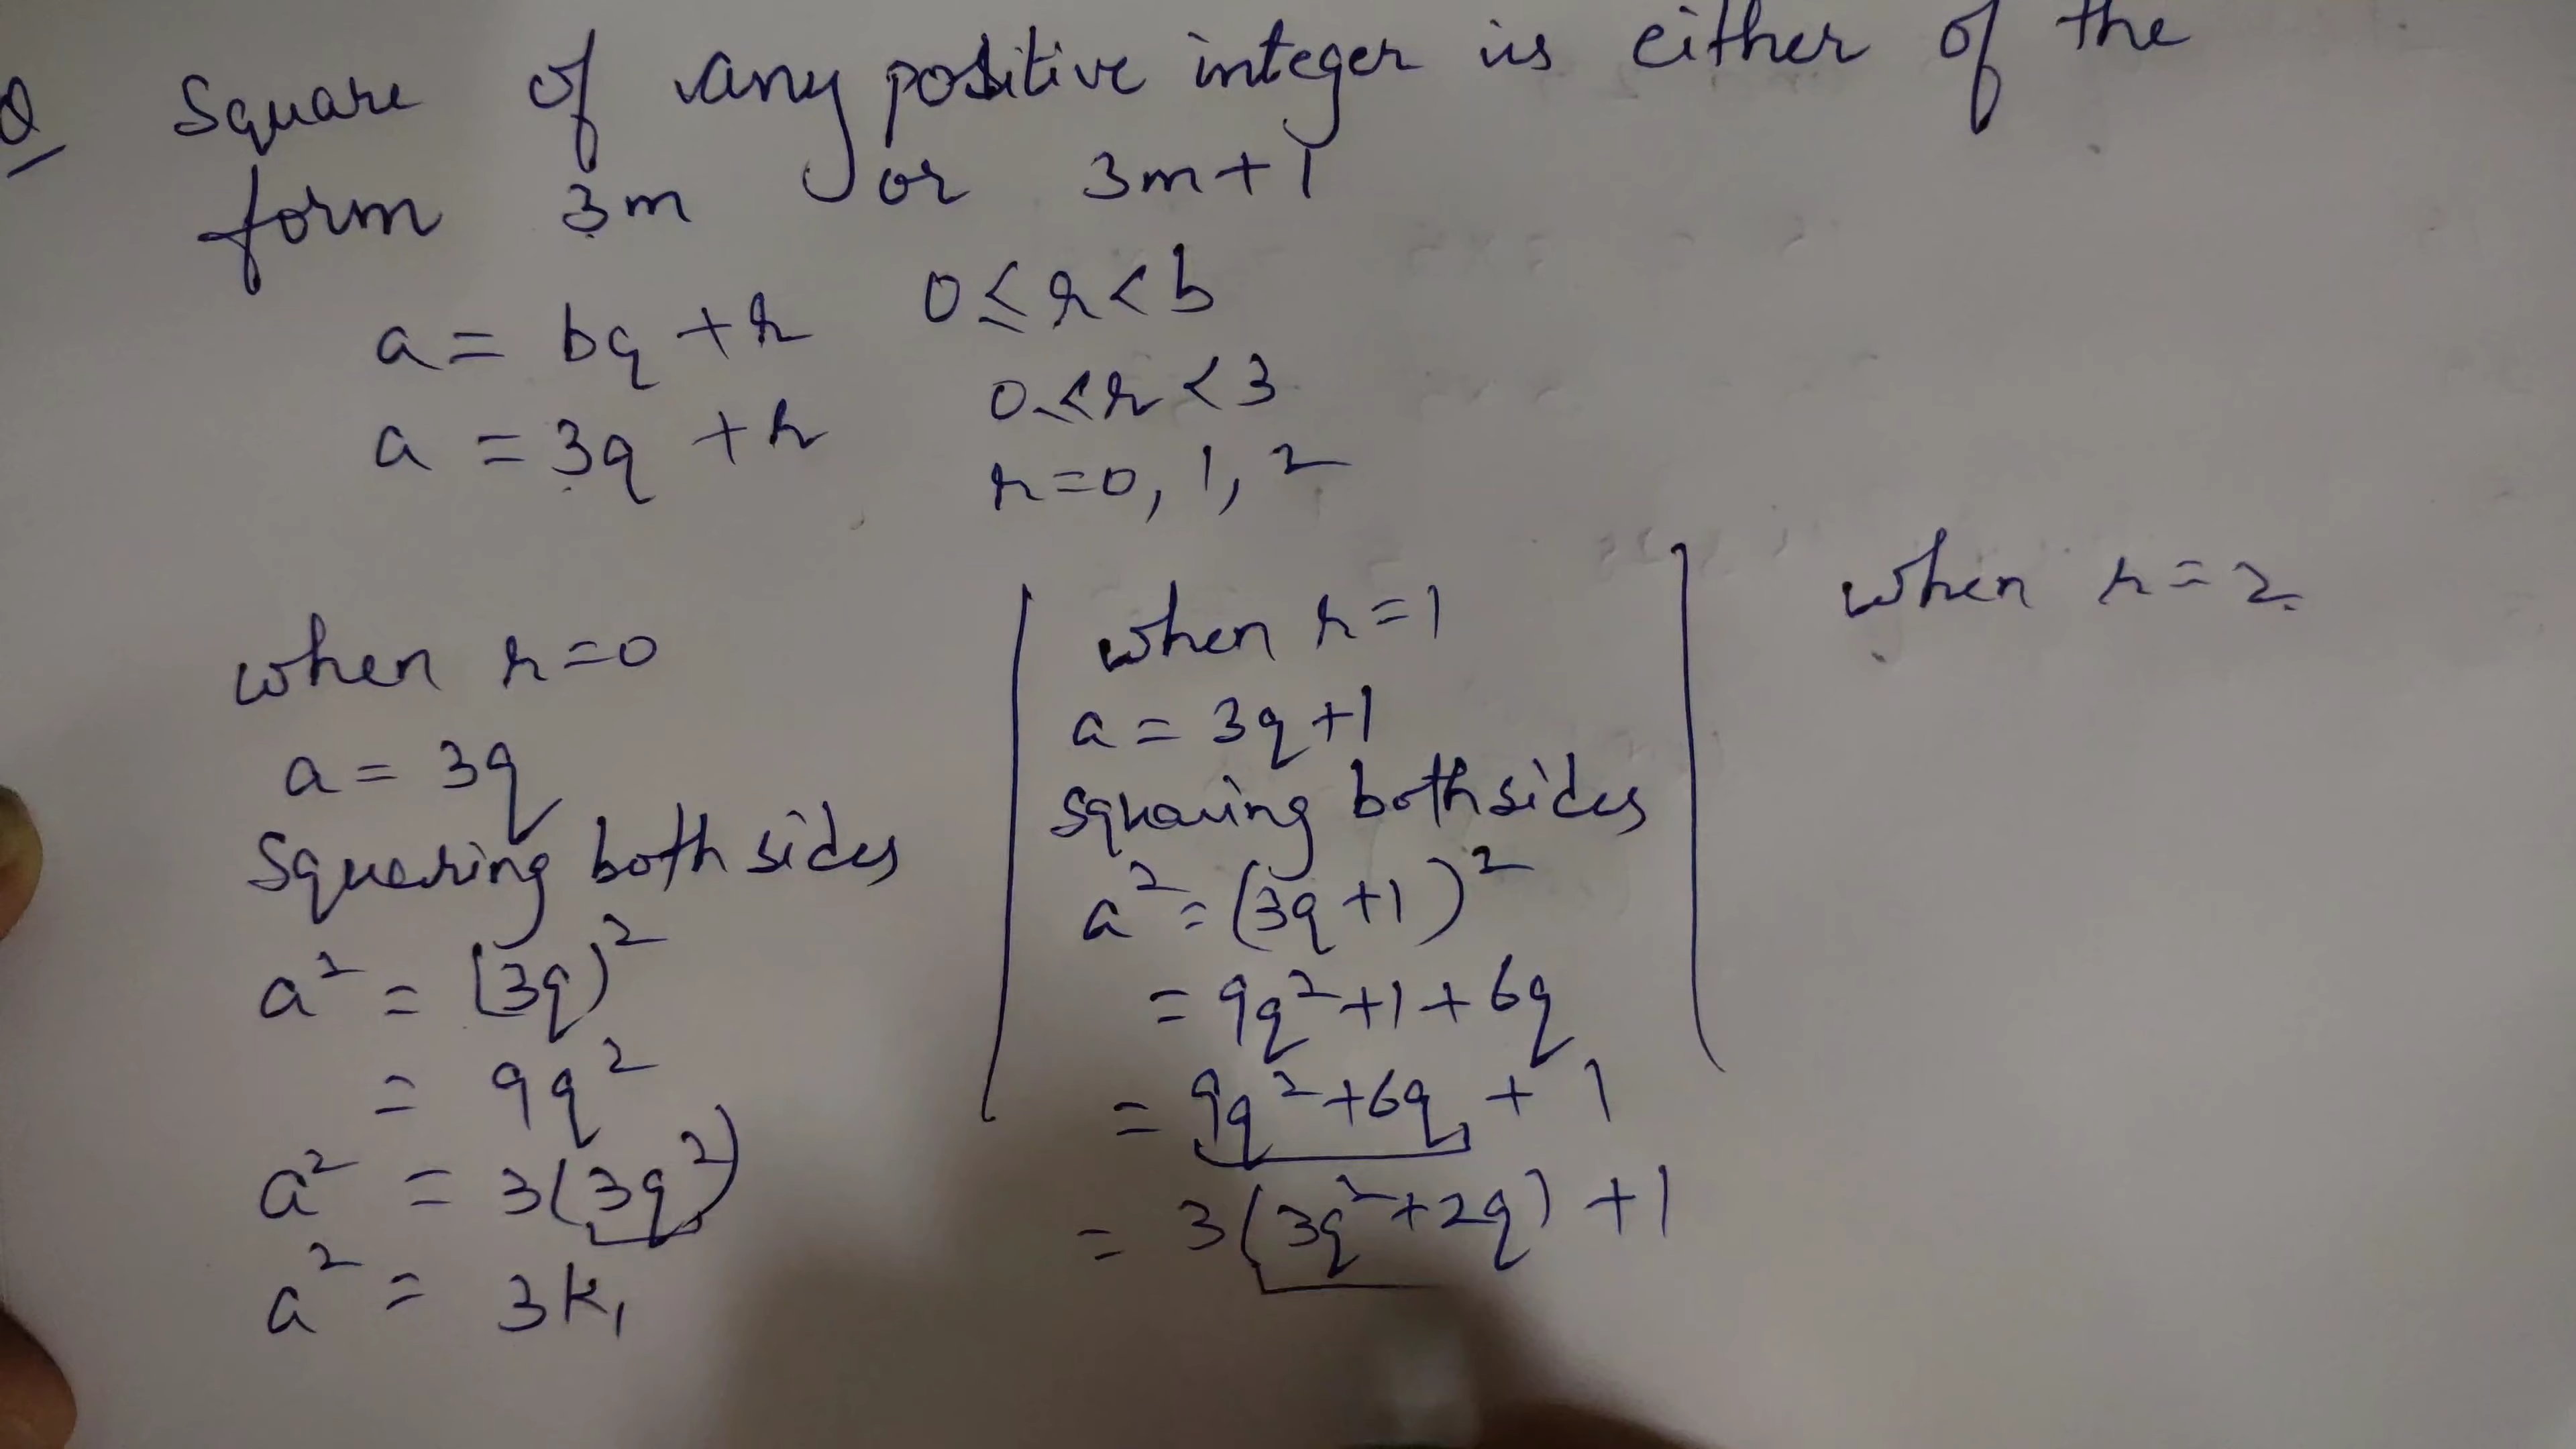 Q Square of any positive integer is either of the
form 3m or 3m+1
a = bq + r 0 ≤ r < b
a = 3q + r 0 ≤ r < 3
r = 0, 1, 2
when r = 0
a = 3q
Squaring both sides
a² = (3q)²
= 9q²
a² = 3(3q²)
a² = 3k₁
when r = 1
a = 3q + 1
Squaring both sides
a² = (3q + 1)²
= 9q² + 1 + 6q
= 9q² + 6q + 1
= 3(3q² + 2q) + 1
when r = 2